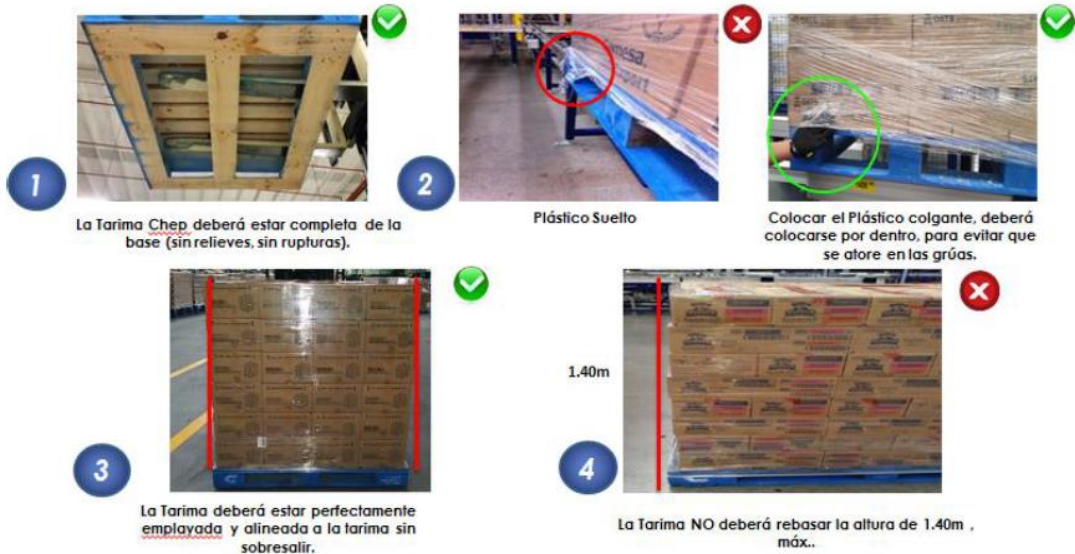 1
La Tarima Chep deberá estar completa de la
base (sin relieves, sin rupturas).
2
Plástico Suelto
Colocar el Plástico colgante, deberá
colocarse por dentro, para evitar que
se atore en las grúas.
3
La Tarima deberá estar perfectamente
emplayada y alineada a la tarima sin
sobresalir.
1.40m
4
La Tarima NO deberá rebasar la altura de 1.40m ,
máx..